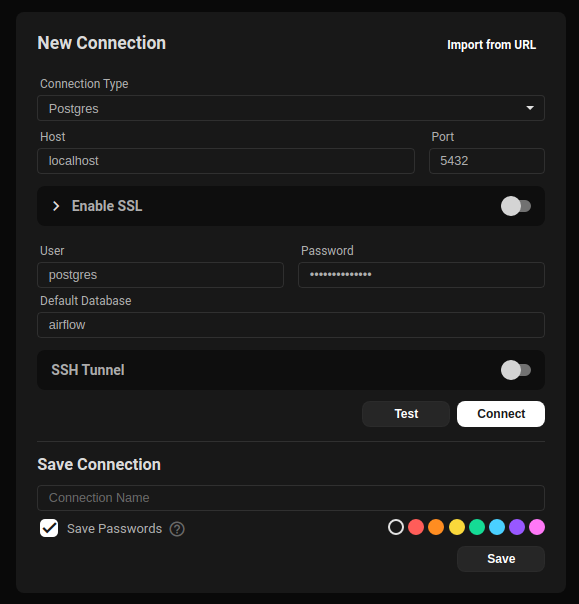 New Connection
Import from URL
Connection Type
Postgres
Host
Port
localhost
5432
Enable SSL
User
Password
postgres
••••••••••••••
Default Database
airflow
SSH Tunnel
Test
Connect
Save Connection
Connection Name
Save Passwords ?
Save